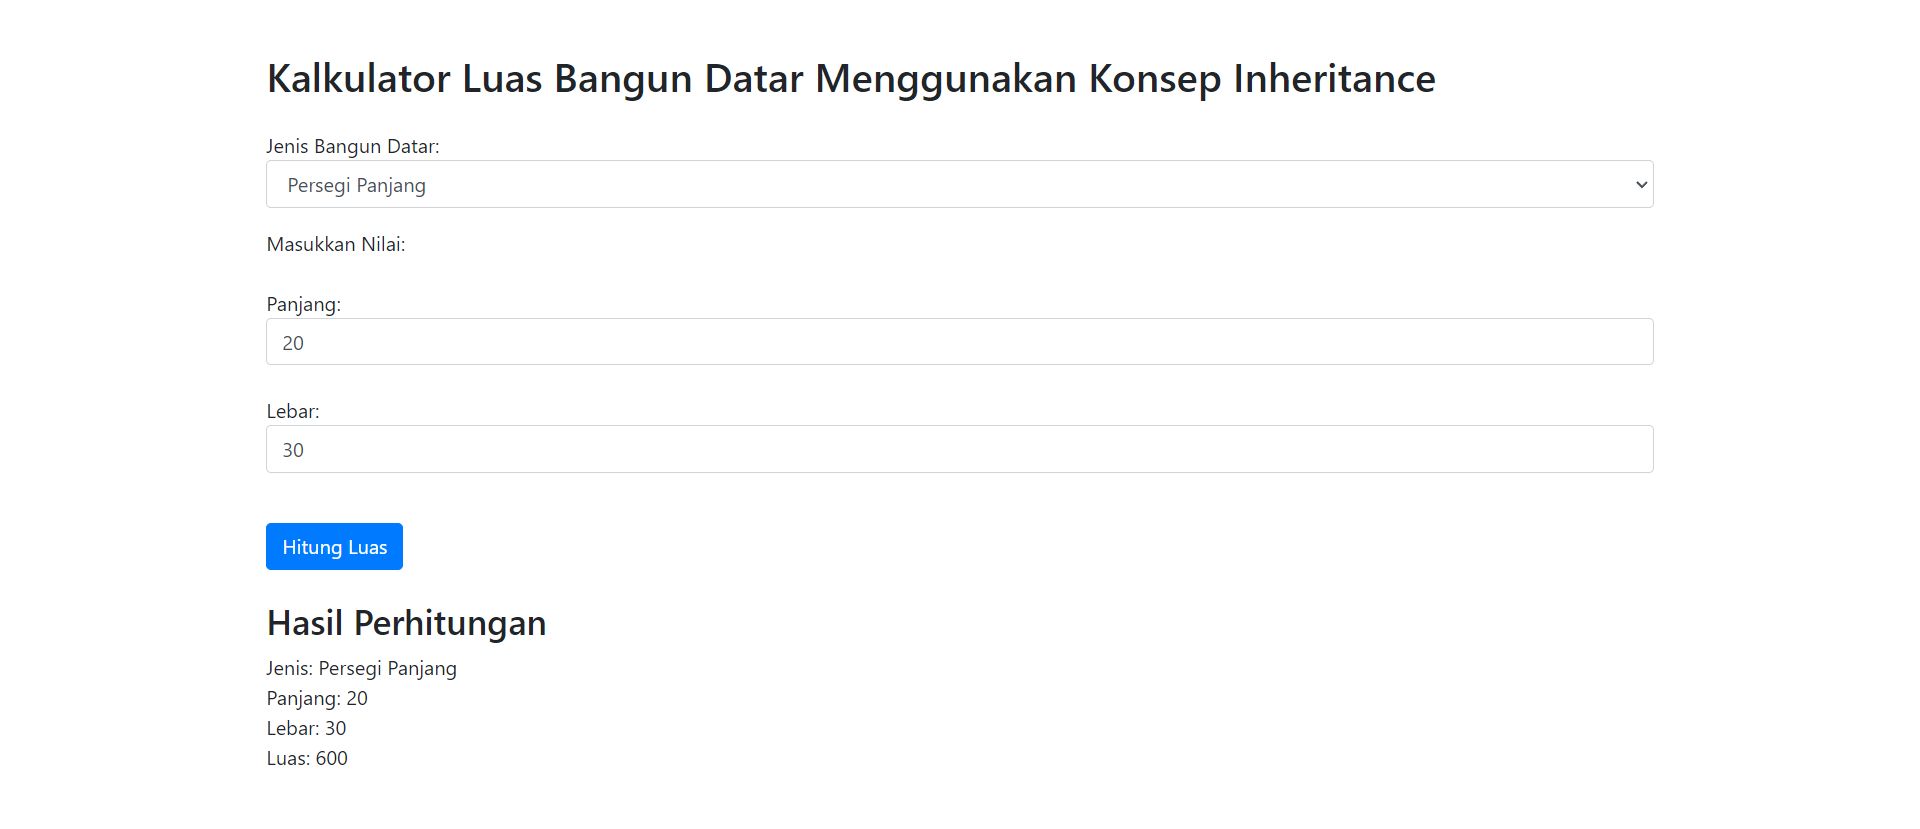 Kalkulator Luas Bangun Datar Menggunakan Konsep Inheritance
Jenis Bangun Datar:
Persegi Panjang
Masukkan Nilai:
Panjang:
20
Lebar:
30
Hitung Luas
Hasil Perhitungan
Jenis: Persegi Panjang
Panjang: 20
Lebar: 30
Luas: 600